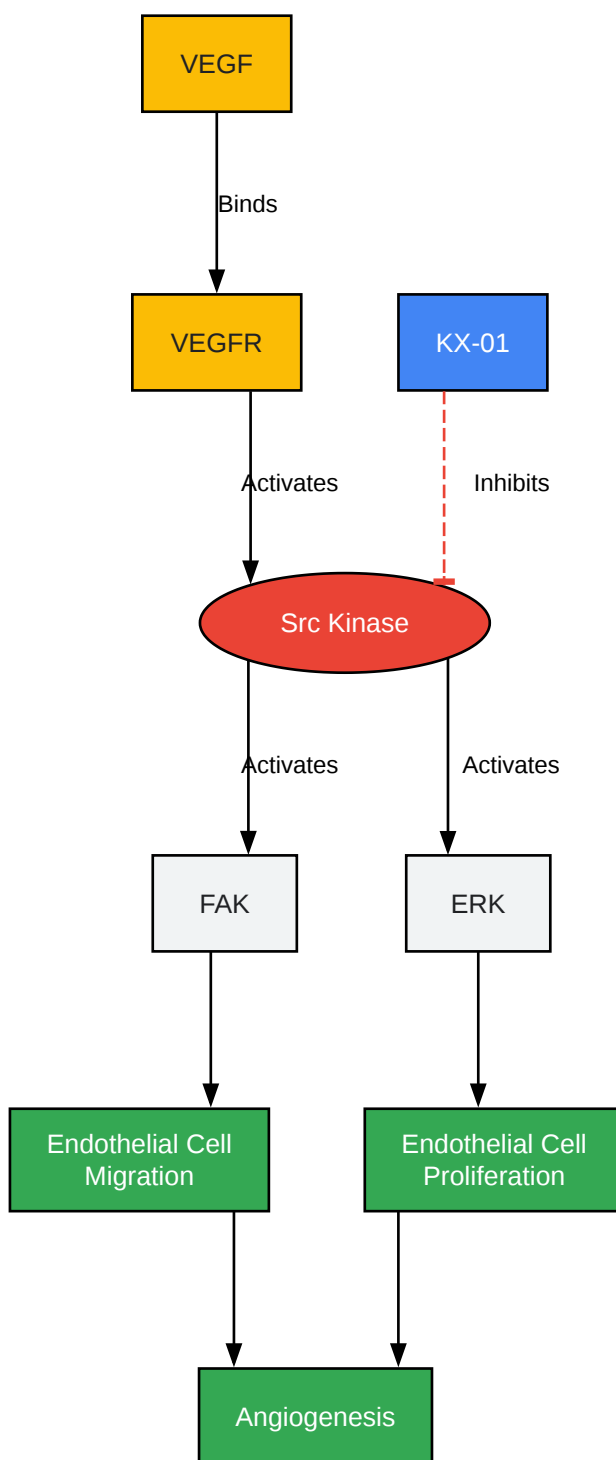 VEGF
Binds
VEGFR
KX-01
Activates
Inhibits
Src Kinase
Activates
Activates
FAK
ERK
Endothelial Cell
Migration
Endothelial Cell
Proliferation
Angiogenesis